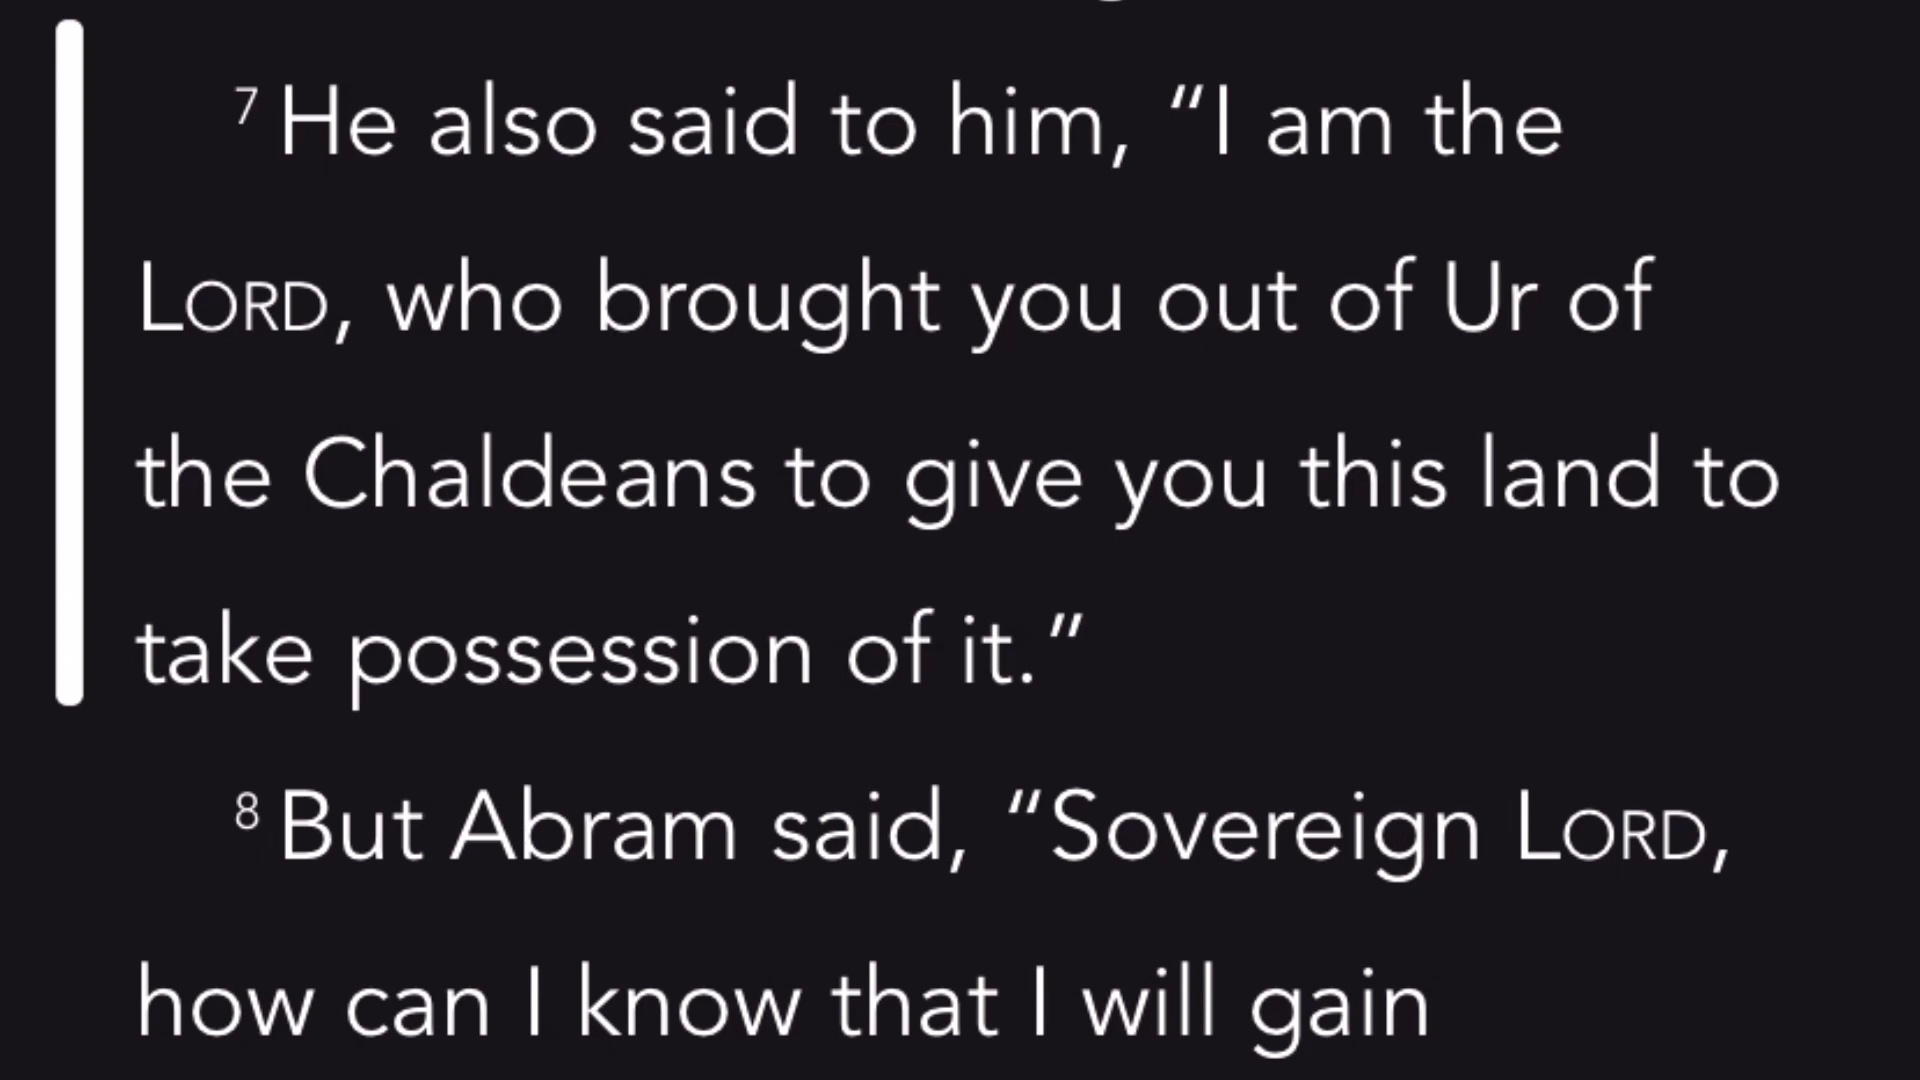 7 He also said to him, “I am the
LORD, who brought you out of Ur of
the Chaldeans to give you this land to
take possession of it.”
8 But Abram said, “Sovereign LORD,
how can I know that I will gain